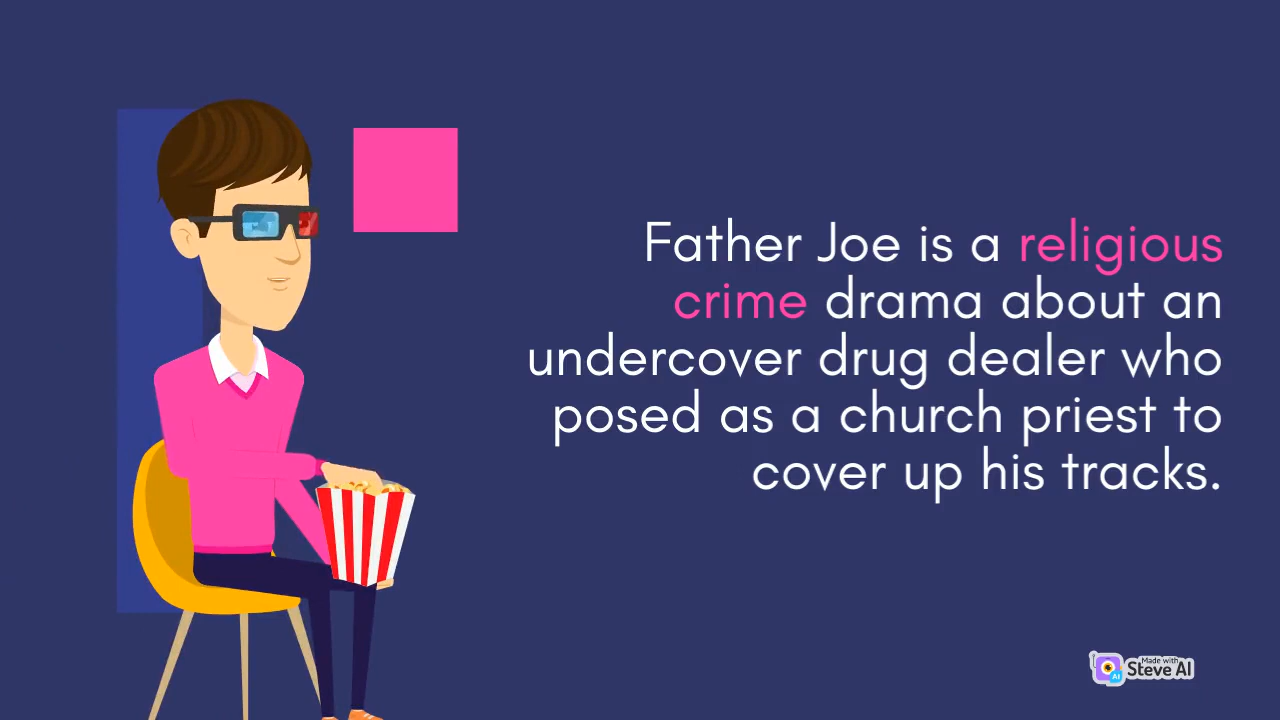 Father Joe is a religious
crime drama about an
undercover drug dealer who
posed as a church priest to
cover up his tracks.
Made with
Steve AI
AI